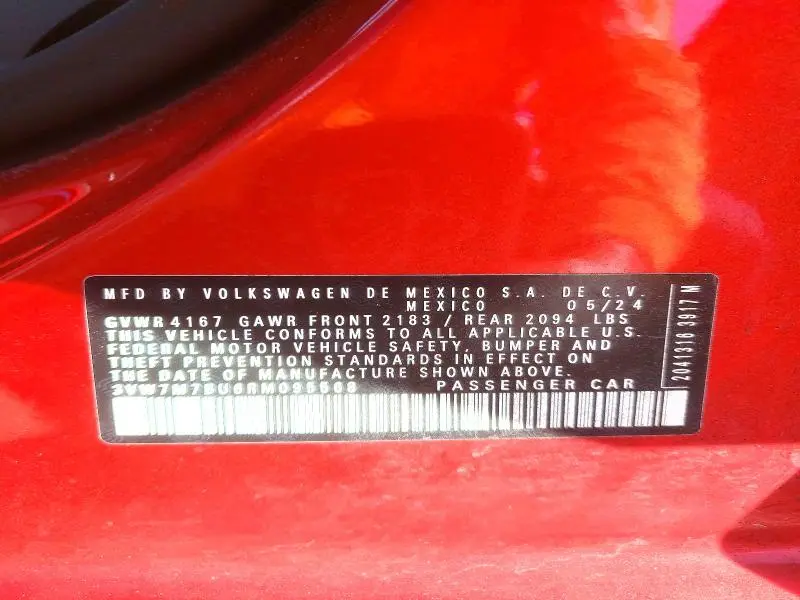 MFD BY VOLKSWAGEN DE MEXICO S.A. DE C.V.
MEXICO 05/24
GVWR 4167 GAWR FRONT 2183 / REAR 2094 LBS
THIS VEHICLE CONFORMS TO ALL APPLICABLE U.S.
FEDERAL MOTOR VEHICLE SAFETY, BUMPER AND
THEFT PREVENTION STANDARDS IN EFFECT ON
THE DATE OF MANUFACTURE SHOWN ABOVE.
PASSENGER CAR
2041316 3917 N